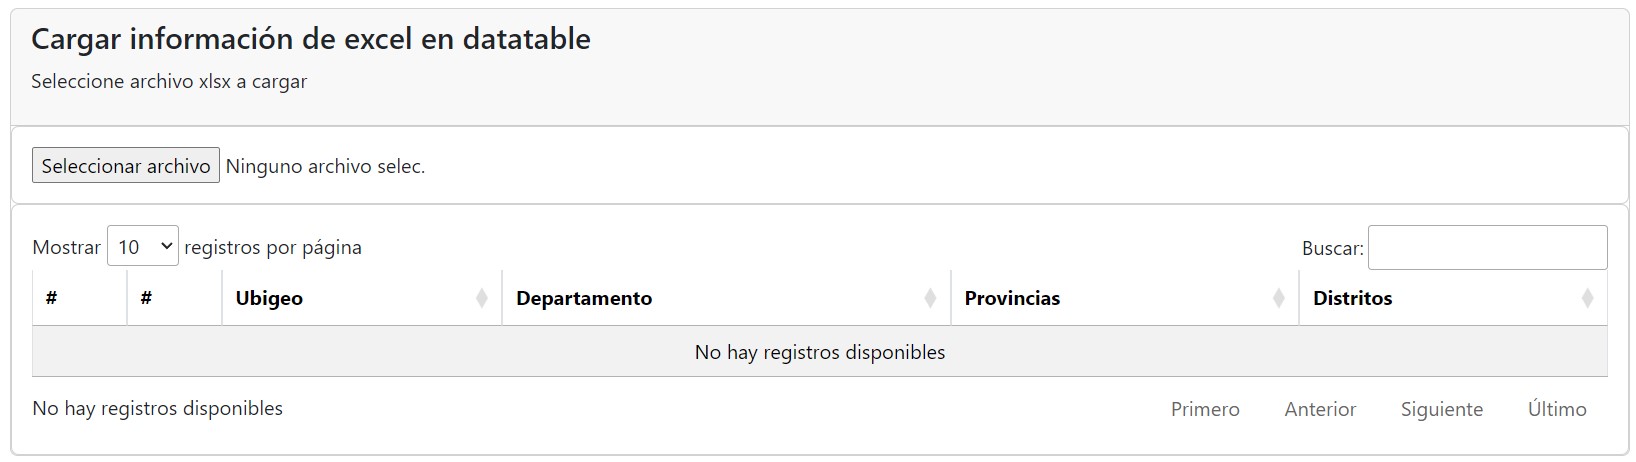 Cargar información de excel en datatable
Seleccione archivo xlsx a cargar
Seleccionar archivo Ninguno archivo selec.
Mostrar 10 registros por página Buscar:
# # Ubigeo Departamento Provincias Distritos
No hay registros disponibles
No hay registros disponibles Primero Anterior Siguiente Último